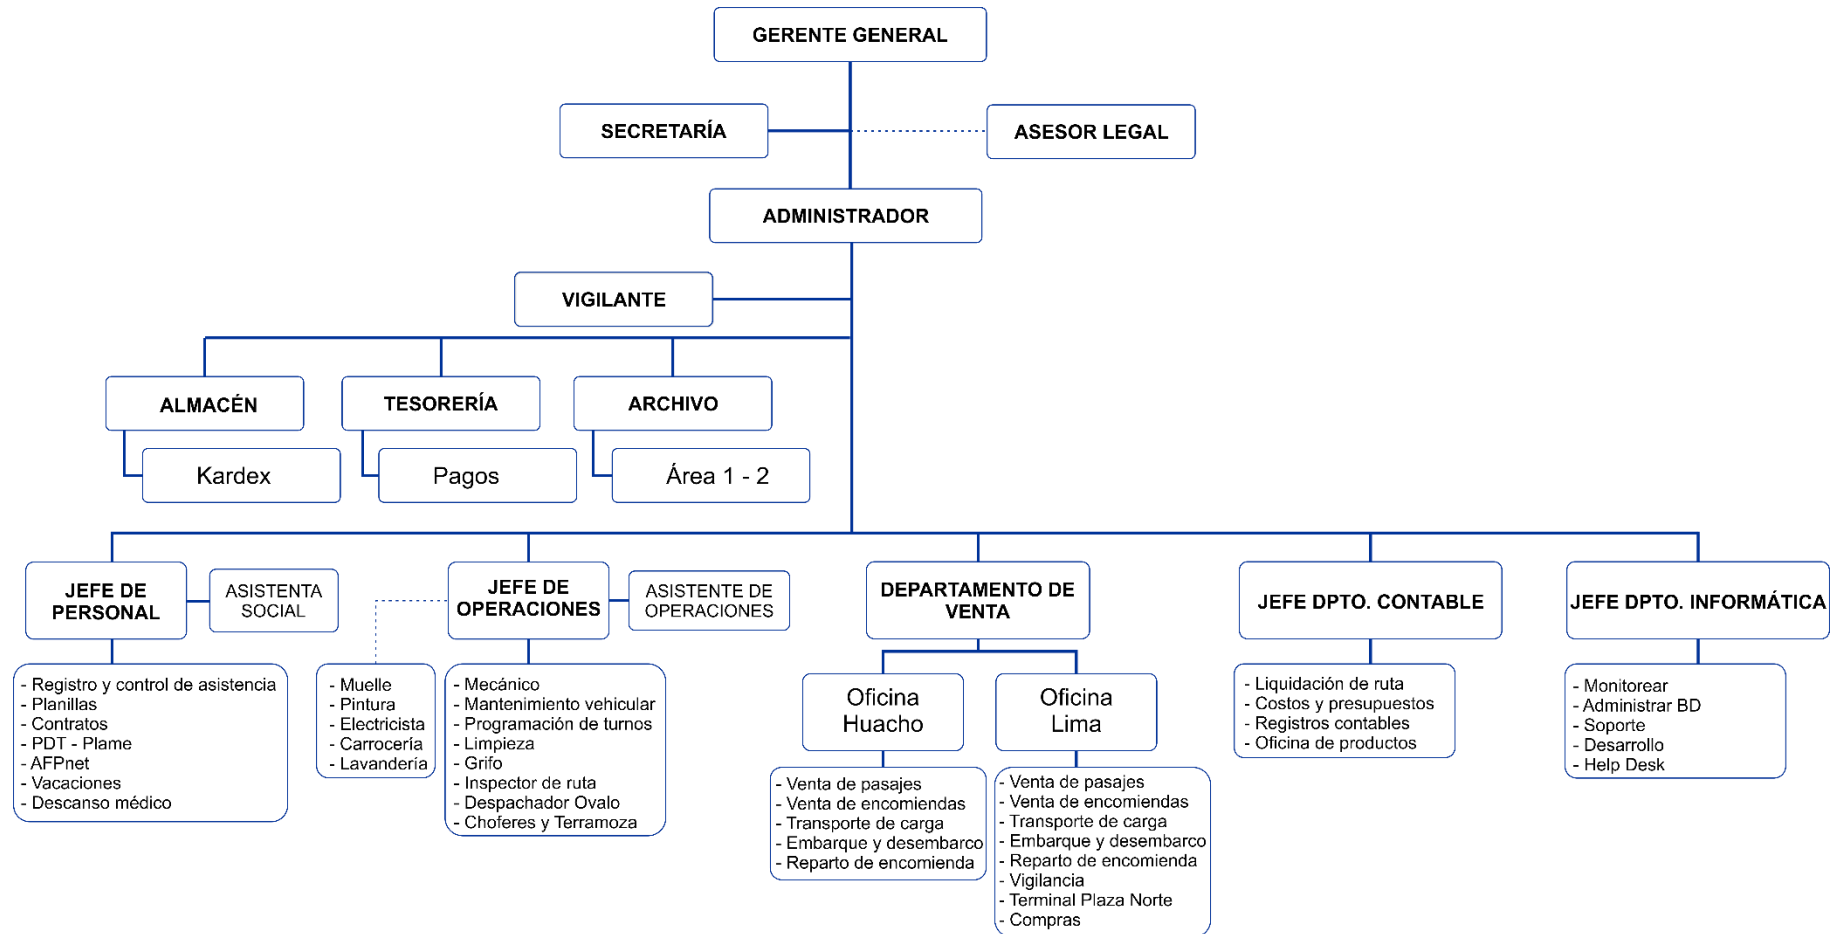 GERENTE GENERAL
SECRETARÍA
ASESOR LEGAL
ADMINISTRADOR
VIGILANTE
ALMACÉN
TESORERÍA
ARCHIVO
Kardex
Pagos
Área 1 - 2
JEFE DE
PERSONAL
ASISTENTA
SOCIAL
JEFE DE
OPERACIONES
ASISTENTE DE
OPERACIONES
DEPARTAMENTO DE
VENTA
JEFE DPTO. CONTABLE
JEFE DPTO. INFORMÁTICA
- Registro y control de asistencia
- Planillas
- Contratos
- PDT - Plame
- AFPnet
- Vacaciones
- Descanso médico
- Muelle
- Pintura
- Electricista
- Carrocería
- Lavandería
- Mecánico
- Mantenimiento vehicular
- Programación de turnos
- Limpieza
- Grifo
- Inspector de ruta
- Despachador Ovalo
- Choferes y Terramoza
Oficina
Huacho
Oficina
Lima
- Venta de pasajes
- Venta de encomiendas
- Transporte de carga
- Embarque y desembarco
- Reparto de encomienda
- Venta de pasajes
- Venta de encomiendas
- Transporte de carga
- Embarque y desembarco
- Reparto de encomienda
- Vigilancia
- Terminal Plaza Norte
- Compras
- Liquidación de ruta
- Costos y presupuestos
- Registros contables
- Oficina de productos
- Monitorear
- Administrar BD
- Soporte
- Desarrollo
- Help Desk